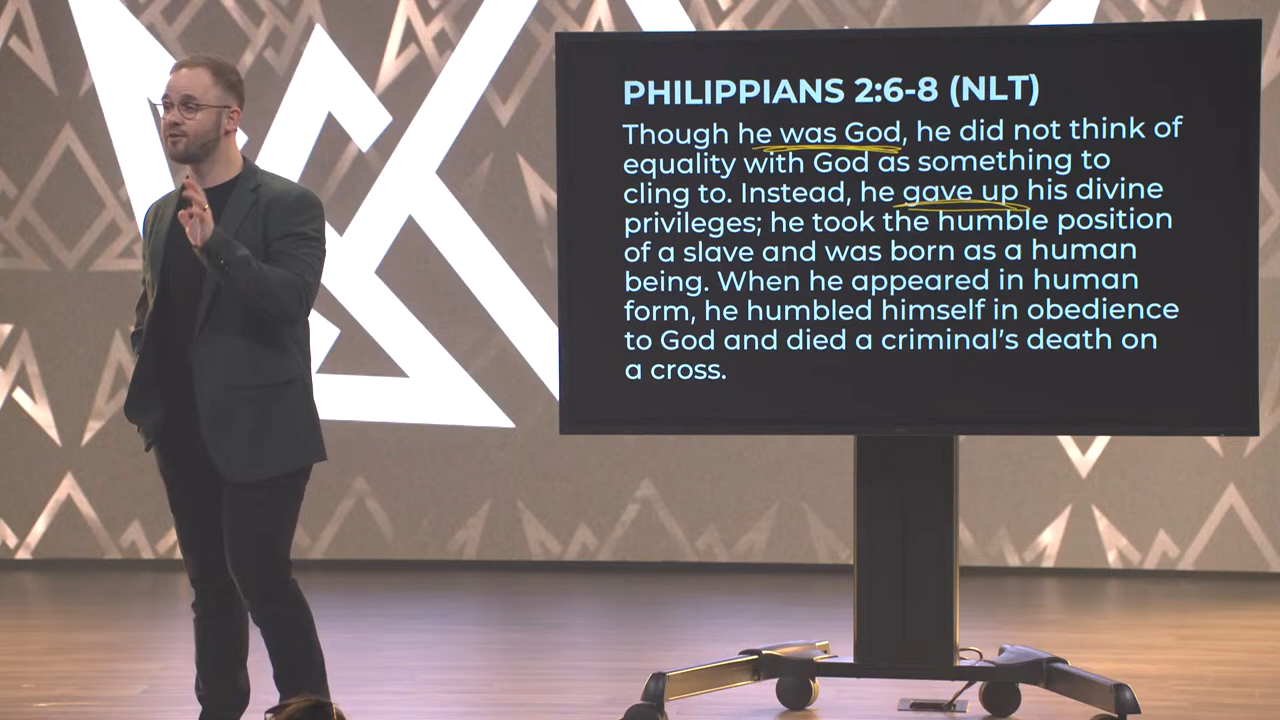 PHILIPPIANS 2:6-8 (NLT)
Though he was God, he did not think of
equality with God as something to
cling to. Instead, he gave up his divine
privileges; he took the humble position
of a slave and was born as a human
being. When he appeared in human
form, he humbled himself in obedience
to God and died a criminal's death on
a cross.